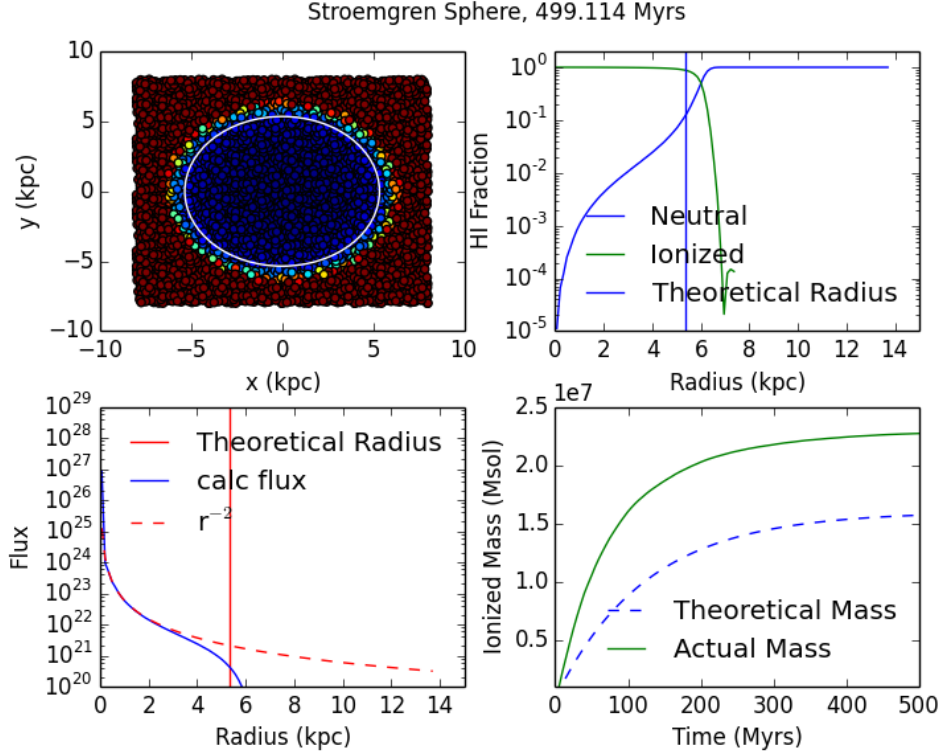 Stroemgren Sphere, 499.114 Myrs
10
5
0
−5
−10
y (kpc)
−10 −5 0 5 10
x (kpc)
10^0
10^-1
10^-2
10^-3
10^-4
10^-5
HI Fraction
Neutral
Ionized
Theoretical Radius
0 2 4 6 8 10 12 14
Radius (kpc)
10^29
10^28
10^27
10^26
10^25
10^24
10^23
10^22
10^21
10^20
Flux
Theoretical Radius
calc flux
r^−2
0 2 4 6 8 10 12 14
Radius (kpc)
1e7
2.5
2.0
1.5
1.0
0.5
Ionized Mass (Msol)
Theoretical Mass
Actual Mass
0 100 200 300 400 500
Time (Myrs)